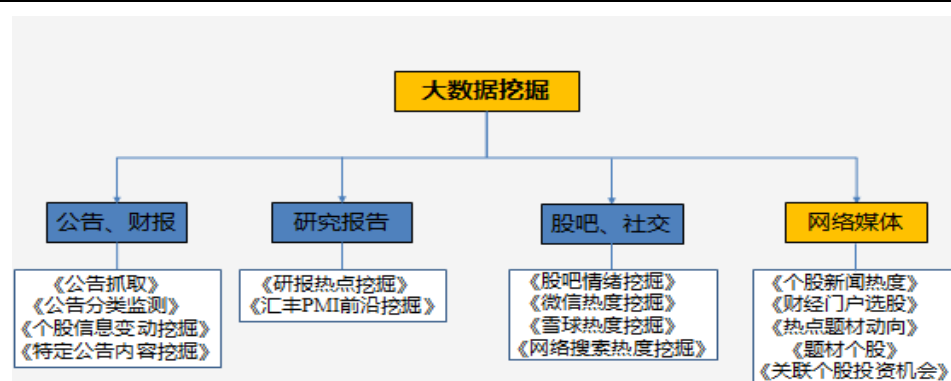 大数据挖掘
公告、财报
研究报告
股吧、社交
网络媒体
《公告抓取》
《公告分类监测》
《个股信息变动挖掘》
《特定公告内容挖掘》
《研报热点挖掘》
《汇丰PMI前沿挖掘》
《股吧情绪挖掘》
《微信热度挖掘》
《雪球热度挖掘》
《网络搜素热度挖掘》
《个股新闻热度》
《财经门户选股》
《热点题材动向》
《题材个股》
《关联个股投资机会》